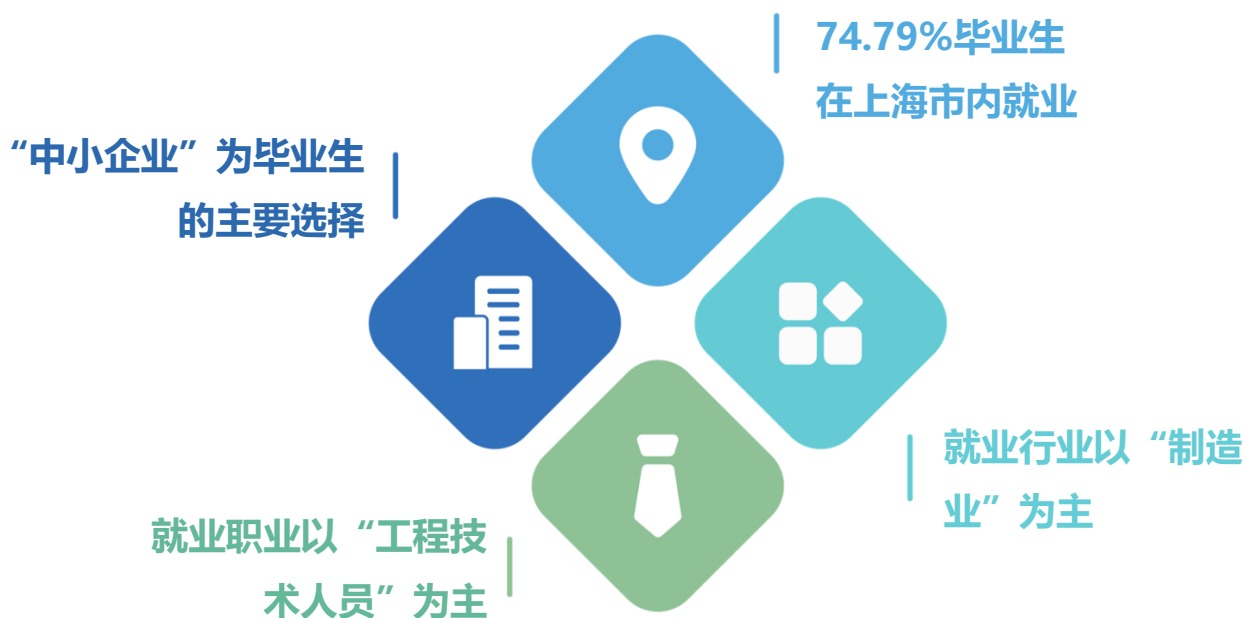 74.79%毕业生
在上海市内就业
“中小企业”为毕业生
的主要选择
就业行业以“制造
业”为主
就业职业以“工程技
术人员”为主